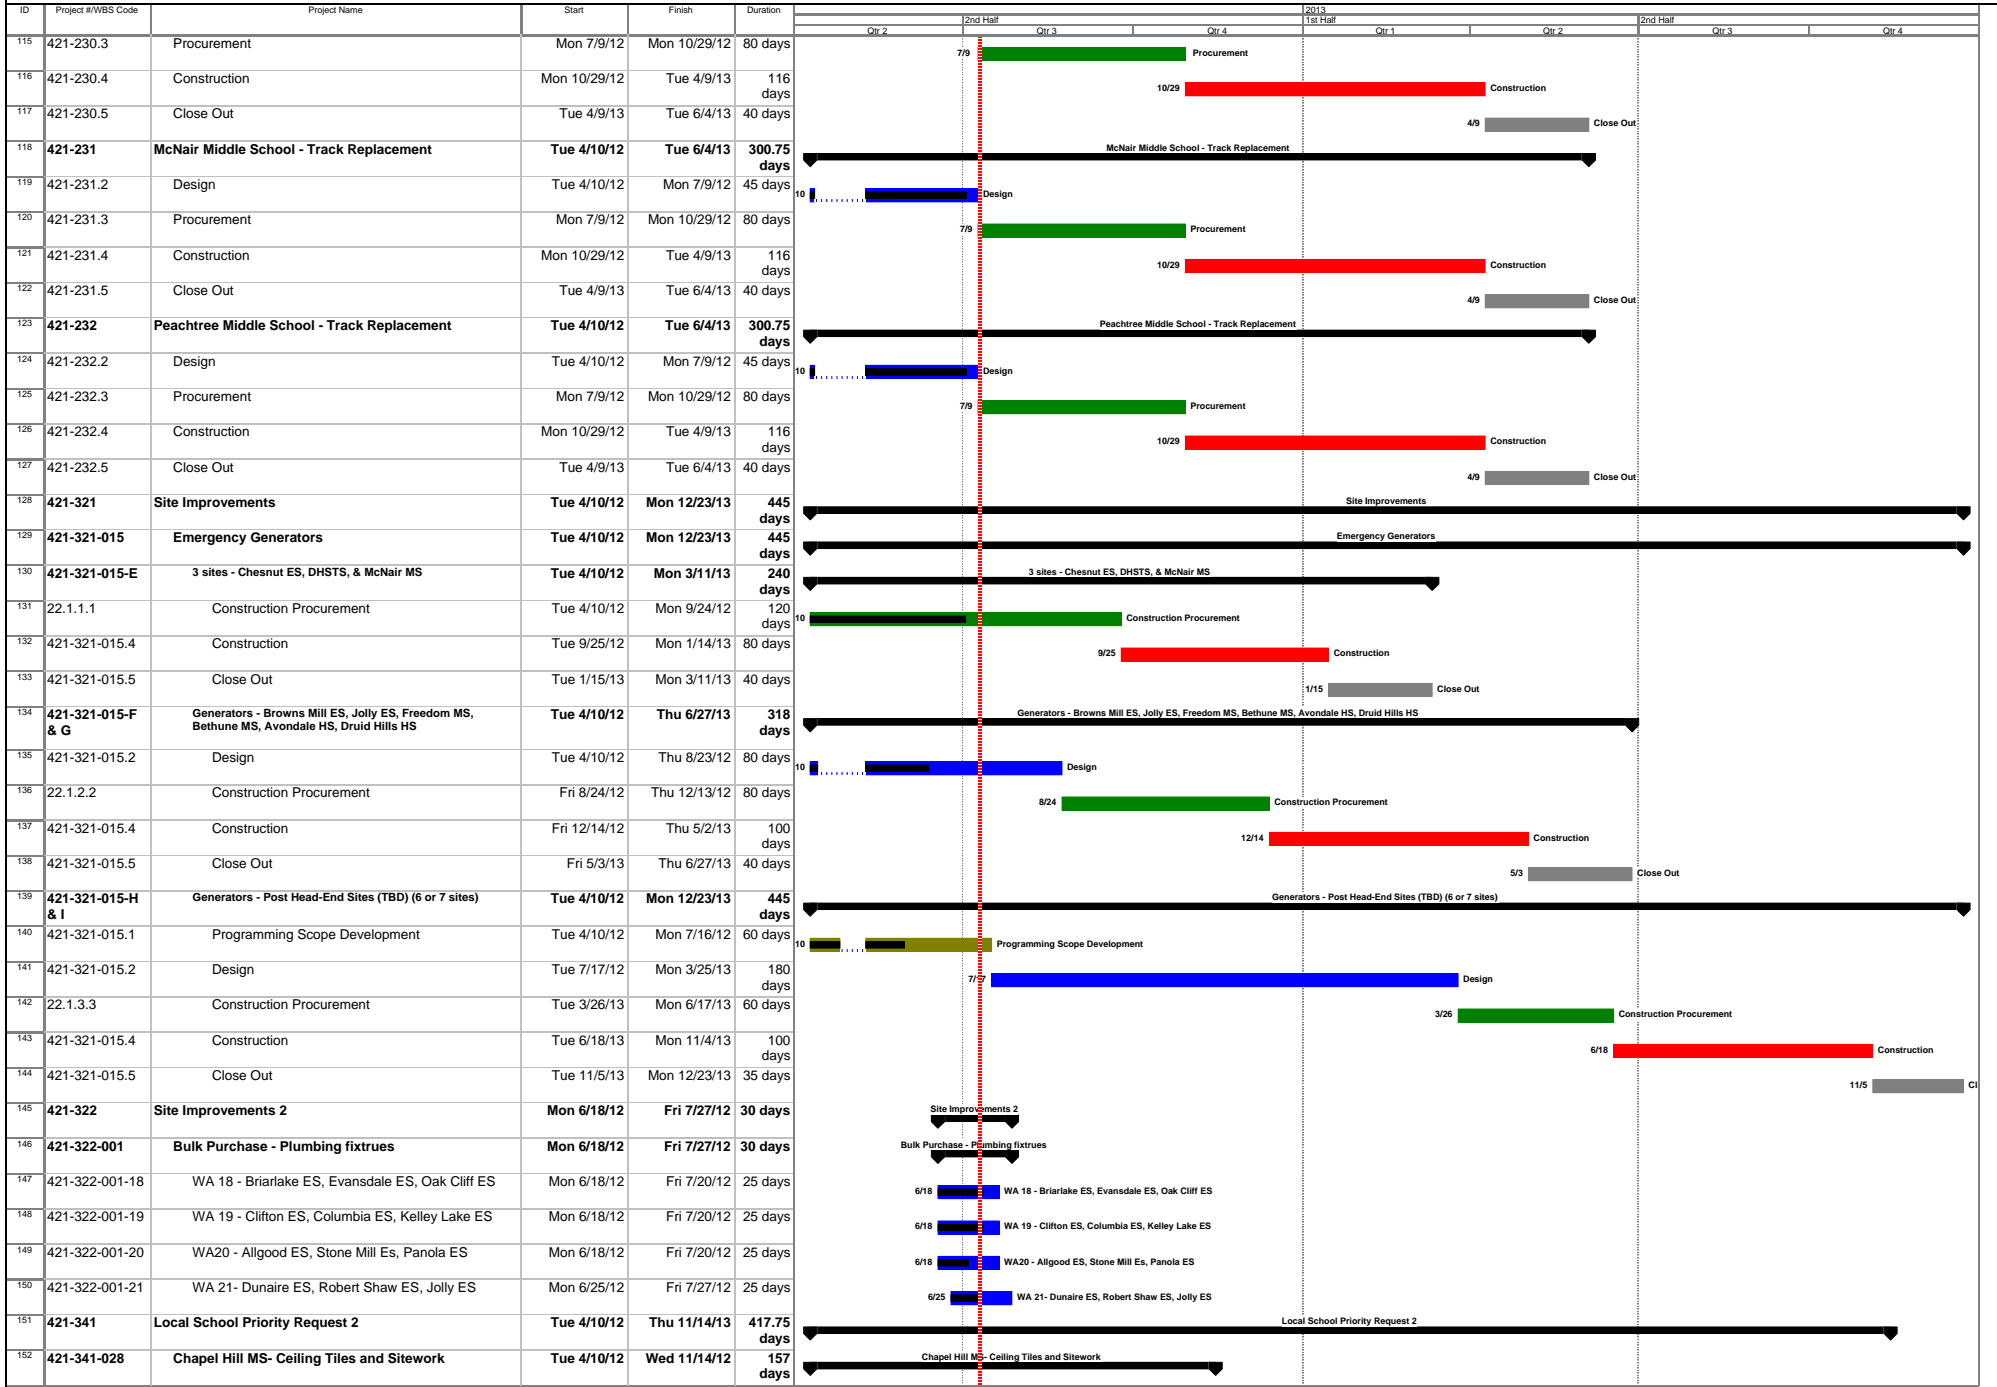 ID Project #/WBS Code Project Name Start Finish Duration 2013
2nd Half 1st Half 2nd Half
Qtr 2 Qtr 3 Qtr 4 Qtr 1 Qtr 2 Qtr 3 Qtr 4
115 421-230.3 Procurement Mon 7/9/12 Mon 10/29/12 80 days 7/9 Procurement
116 421-230.4 Construction Mon 10/29/12 Tue 4/9/13 116 days 10/29 Construction
117 421-230.5 Close Out Tue 4/9/13 Tue 6/4/13 40 days 4/9 Close Out
118 421-231 McNair Middle School - Track Replacement Tue 4/10/12 Tue 6/4/13 300.75 days McNair Middle School - Track Replacement
119 421-231.2 Design Tue 4/10/12 Mon 7/9/12 45 days 10 Design
120 421-231.3 Procurement Mon 7/9/12 Mon 10/29/12 80 days 7/9 Procurement
121 421-231.4 Construction Mon 10/29/12 Tue 4/9/13 116 days 10/29 Construction
122 421-231.5 Close Out Tue 4/9/13 Tue 6/4/13 40 days 4/9 Close Out
123 421-232 Peachtree Middle School - Track Replacement Tue 4/10/12 Tue 6/4/13 300.75 days Peachtree Middle School - Track Replacement
124 421-232.2 Design Tue 4/10/12 Mon 7/9/12 45 days 10 Design
125 421-232.3 Procurement Mon 7/9/12 Mon 10/29/12 80 days 7/9 Procurement
126 421-232.4 Construction Mon 10/29/12 Tue 4/9/13 116 days 10/29 Construction
127 421-232.5 Close Out Tue 4/9/13 Tue 6/4/13 40 days 4/9 Close Out
128 421-321 Site Improvements Tue 4/10/12 Mon 12/23/13 445 days Site Improvements
129 421-321-015 Emergency Generators Tue 4/10/12 Mon 12/23/13 445 days Emergency Generators
130 421-321-015-E 3 sites - Chesnut ES, DHSTS, & McNair MS Tue 4/10/12 Mon 3/11/13 240 days 3 sites - Chesnut ES, DHSTS, & McNair MS
131 22.1.1.1 Construction Procurement Tue 4/10/12 Mon 9/24/12 120 days 10 Construction Procurement
132 421-321-015.4 Construction Tue 9/25/12 Mon 1/14/13 80 days 9/25 Construction
133 421-321-015.5 Close Out Tue 1/15/13 Mon 3/11/13 40 days 1/15 Close Out
134 421-321-015-F & G Generators - Browns Mill ES, Jolly ES, Freedom MS, Bethune MS, Avondale HS, Druid Hills HS Tue 4/10/12 Thu 6/27/13 318 days Generators - Browns Mill ES, Jolly ES, Freedom MS, Bethune MS, Avondale HS, Druid Hills HS
135 421-321-015.2 Design Tue 4/10/12 Thu 8/23/12 80 days 10 Design
136 22.1.2.2 Construction Procurement Fri 8/24/12 Thu 12/13/12 80 days 8/24 Construction Procurement
137 421-321-015.4 Construction Fri 12/14/12 Thu 5/2/13 100 days 12/14 Construction
138 421-321-015.5 Close Out Fri 5/3/13 Thu 6/27/13 40 days 5/3 Close Out
139 421-321-015-H & I Generators - Post Head-End Sites (TBD) (6 or 7 sites) Tue 4/10/12 Mon 12/23/13 445 days Generators - Post Head-End Sites (TBD) (6 or 7 sites)
140 421-321-015.1 Programming Scope Development Tue 4/10/12 Mon 7/16/12 60 days 10 Programming Scope Development
141 421-321-015.2 Design Tue 7/17/12 Mon 3/25/13 180 days 7/17 Design
142 22.1.3.3 Construction Procurement Tue 3/26/13 Mon 6/17/13 60 days 3/26 Construction Procurement
143 421-321-015.4 Construction Tue 6/18/13 Mon 11/4/13 100 days 6/18 Construction
144 421-321-015.5 Close Out Tue 11/5/13 Mon 12/23/13 35 days 11/5 Cl
145 421-322 Site Improvements 2 Mon 6/18/12 Fri 7/27/12 30 days Site Improvements 2
146 421-322-001 Bulk Purchase - Plumbing fixtrues Mon 6/18/12 Fri 7/27/12 30 days Bulk Purchase - Plumbing fixtrues
147 421-322-001-18 WA 18 - Briarlake ES, Evansdale ES, Oak Cliff ES Mon 6/18/12 Fri 7/20/12 25 days 6/18 WA 18 - Briarlake ES, Evansdale ES, Oak Cliff ES
148 421-322-001-19 WA 19 - Clifton ES, Columbia ES, Kelley Lake ES Mon 6/18/12 Fri 7/20/12 25 days 6/18 WA 19 - Clifton ES, Columbia ES, Kelley Lake ES
149 421-322-001-20 WA20 - Allgood ES, Stone Mill Es, Panola ES Mon 6/18/12 Fri 7/20/12 25 days 6/18 WA20 - Allgood ES, Stone Mill Es, Panola ES
150 421-322-001-21 WA 21- Dunaire ES, Robert Shaw ES, Jolly ES Mon 6/25/12 Fri 7/27/12 25 days 6/25 WA 21- Dunaire ES, Robert Shaw ES, Jolly ES
151 421-341 Local School Priority Request 2 Tue 4/10/12 Thu 11/14/13 417.75 days Local School Priority Request 2
152 421-341-028 Chapel Hill MS- Ceiling Tiles and Sitework Tue 4/10/12 Wed 11/14/12 157 days Chapel Hill MS- Ceiling Tiles and Sitework